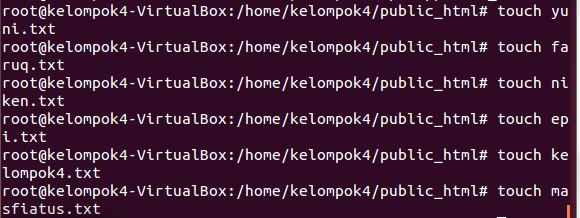 root@kelompok4-VirtualBox:/home/kelompok4/public_html# touch yu
ni.txt
root@kelompok4-VirtualBox:/home/kelompok4/public_html# touch fa
ruq.txt
root@kelompok4-VirtualBox:/home/kelompok4/public_html# touch ni
ken.txt
root@kelompok4-VirtualBox:/home/kelompok4/public_html# touch ep
i.txt
root@kelompok4-VirtualBox:/home/kelompok4/public_html# touch ke
lompok4.txt
root@kelompok4-VirtualBox:/home/kelompok4/public_html# touch ma
sfiatus.txt